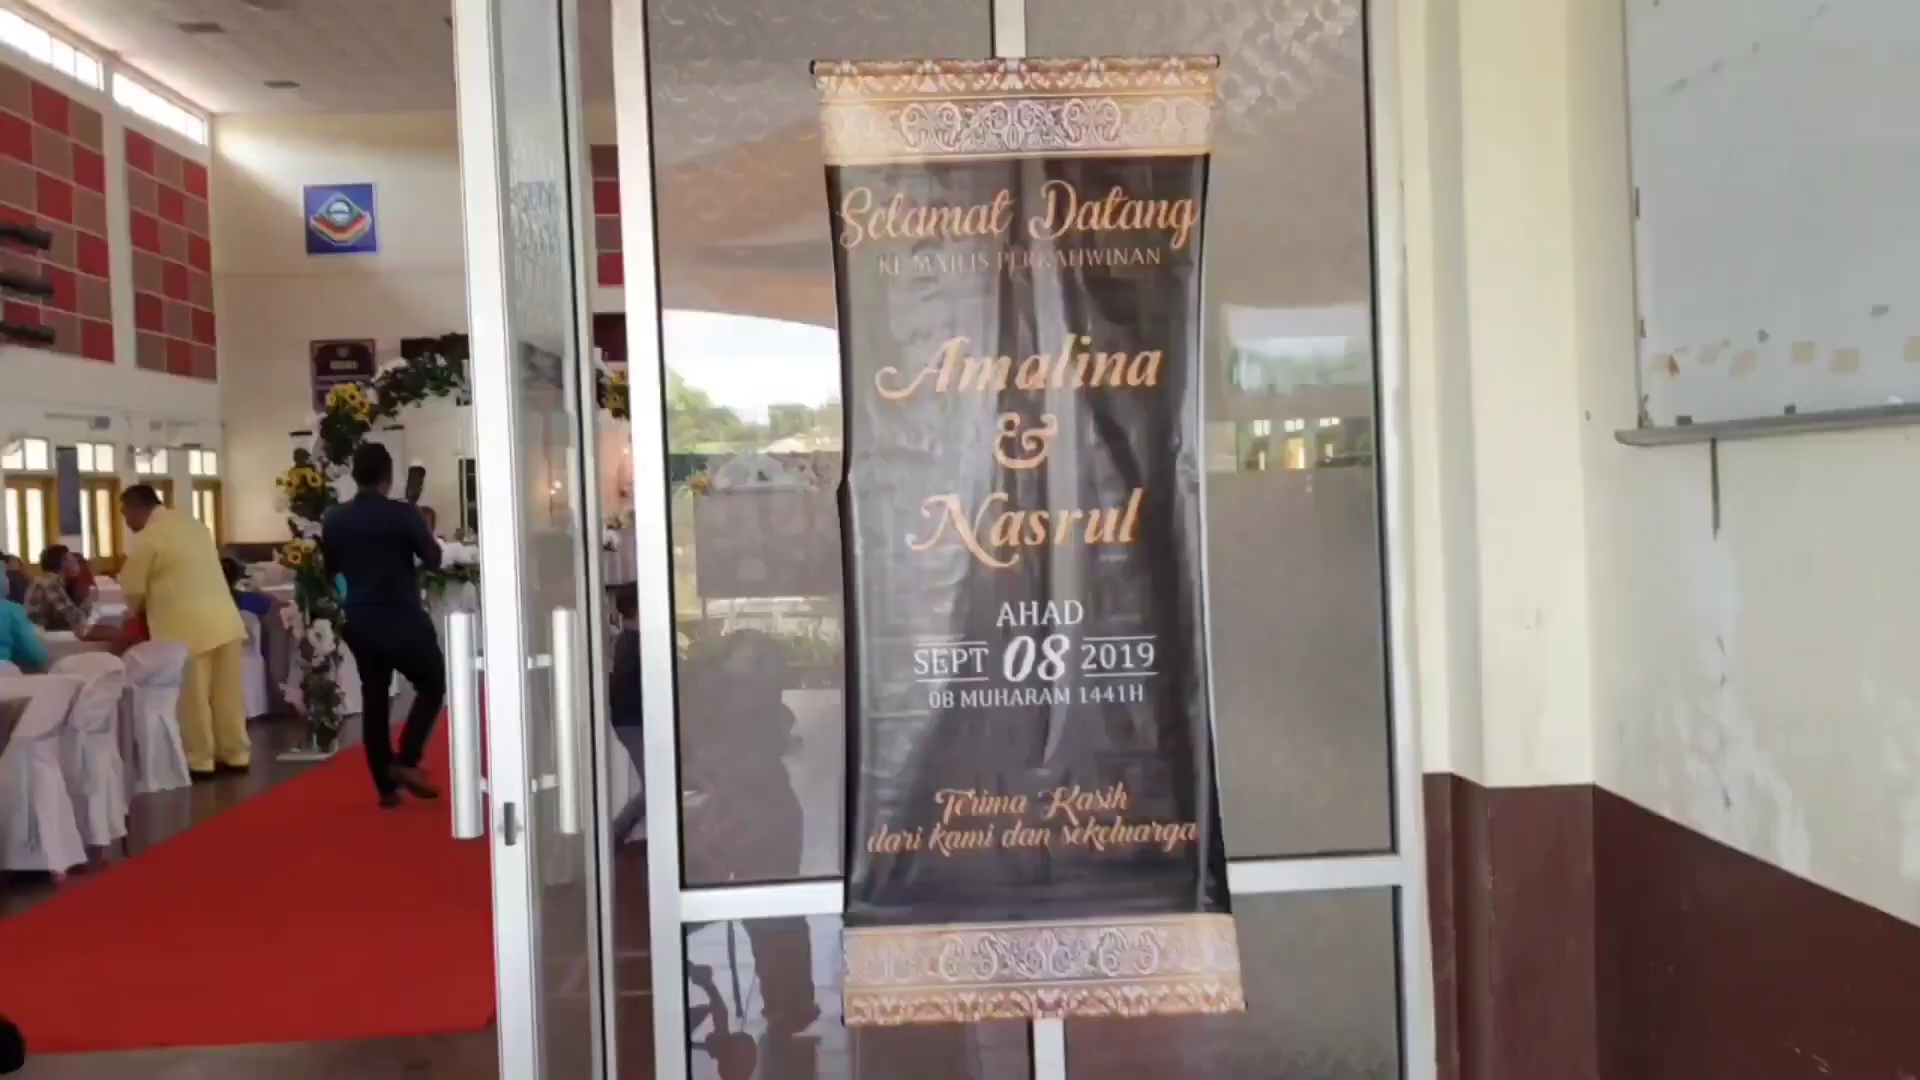 Selamat Datang
KE MAJLIS PERKAHWINAN
Amalina
&
Nasrul
AHAD
SEPT 08 2019
08 MUHARAM 1441H
Terima Kasih
dari kami dan sekeluarga